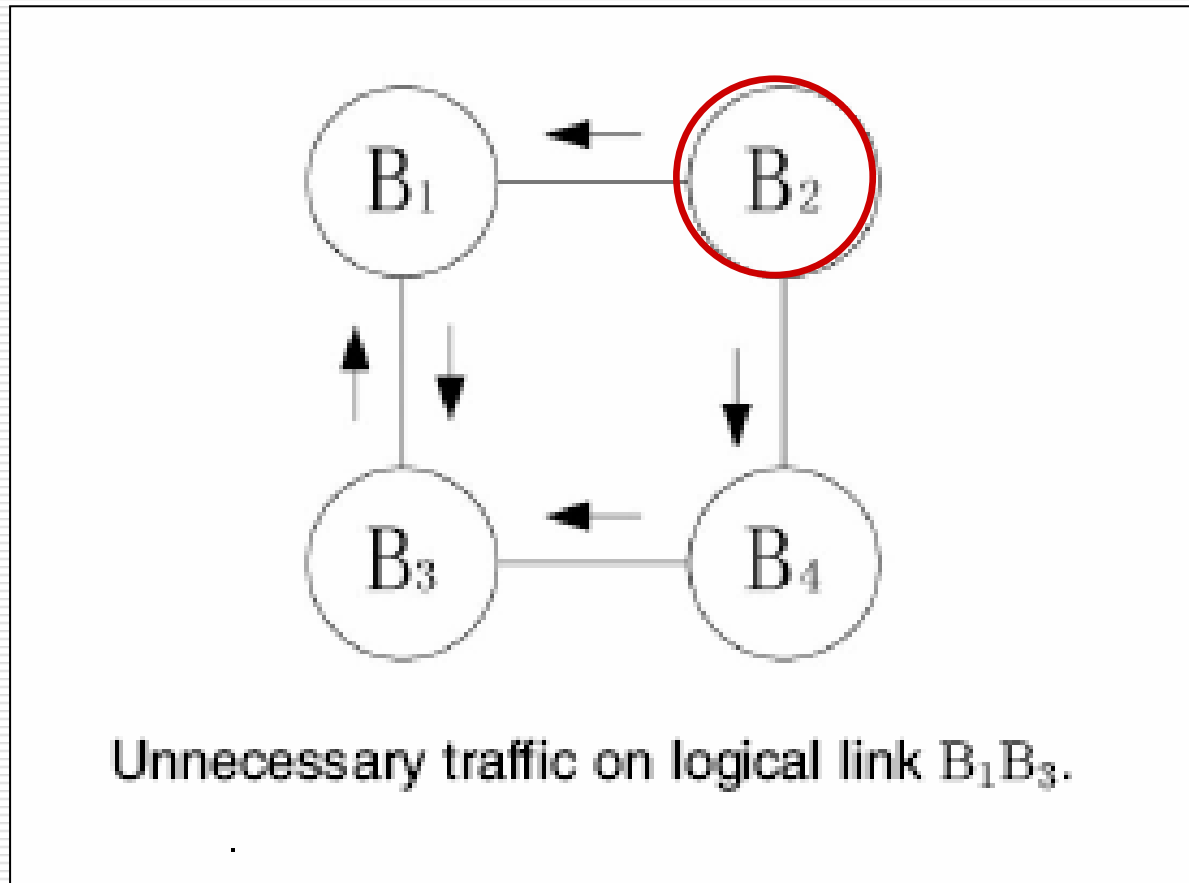 B₁ B₂
B₃ B₄
Unnecessary traffic on logical link B₁B₃.
.